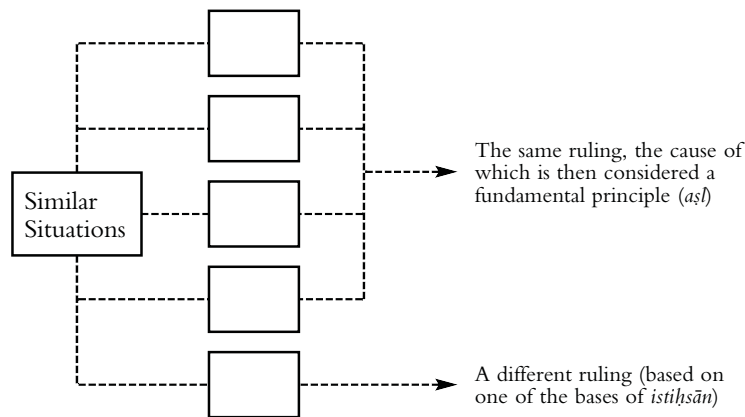 Similar
Situations
The same ruling, the cause of
which is then considered a
fundamental principle (aṣl)
A different ruling (based on
one of the bases of istiḥsān)